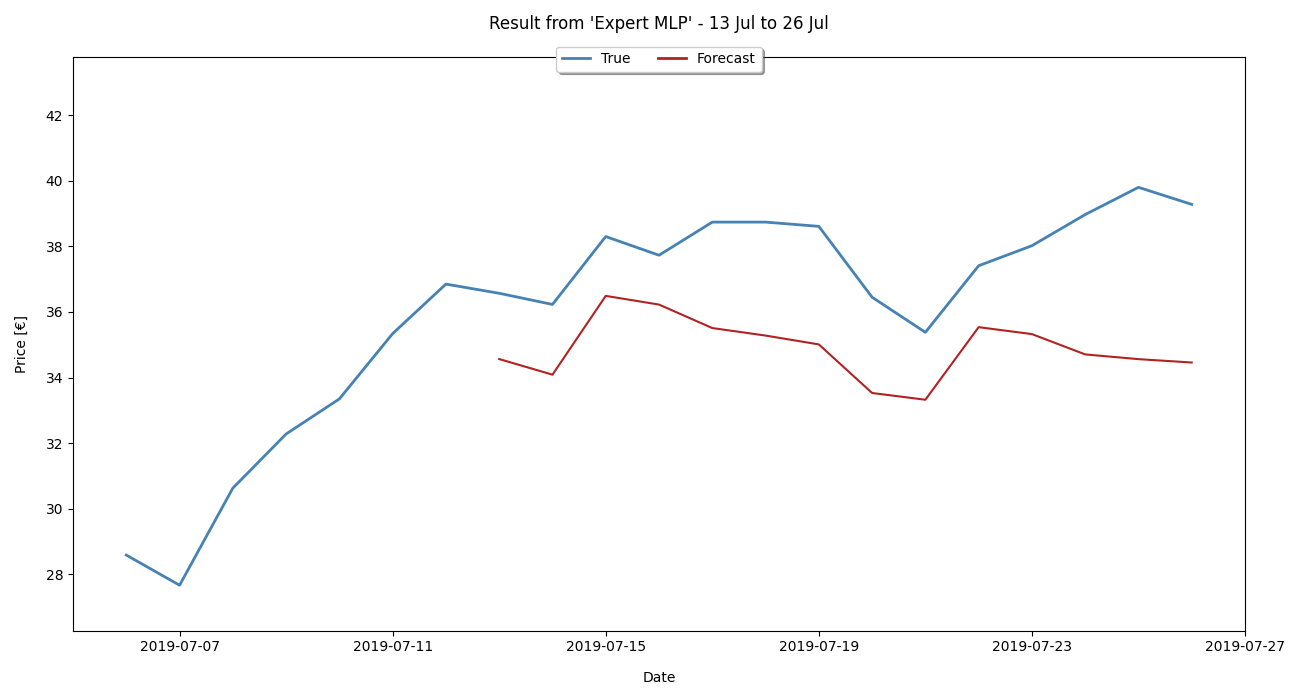 Result from 'Expert MLP' - 13 Jul to 26 Jul
True Forecast
42
40
38
36
34
32
30
28
Price [€]
2019-07-07 2019-07-11 2019-07-15 2019-07-19 2019-07-23 2019-07-27
Date